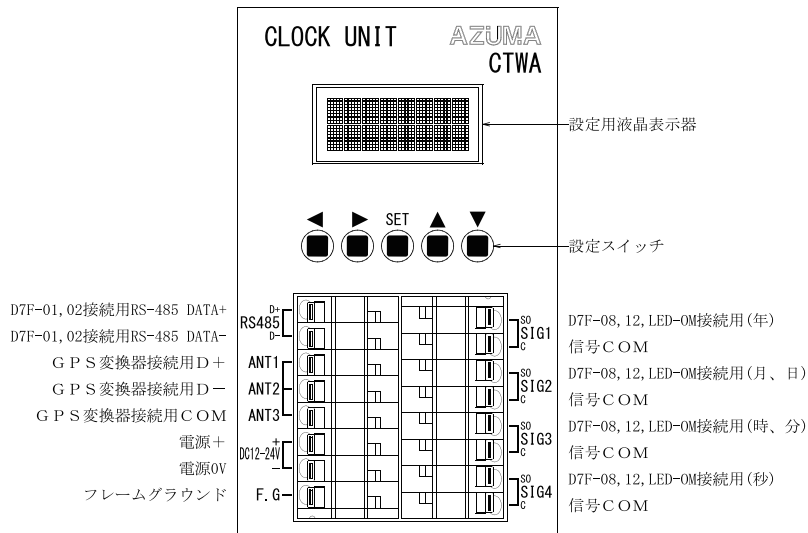 CLOCK UNIT
AZUMA
CTWA
設定用液晶表示器
◀ ▶ SET ▲ ▼
設定スイッチ
D7F-01,02接続用RS-485 DATA+
D7F-01,02接続用RS-485 DATA-
ＧＰＳ変換器接続用Ｄ＋
ＧＰＳ変換器接続用Ｄ－
ＧＰＳ変換器接続用ＣＯＭ
電源＋
電源0V
フレームグラウンド
D+
RS485
D-
ANT1
ANT2
ANT3
+
DC12-24V
-
F.G
SO
SIG1
C
SO
SIG2
C
SO
SIG3
C
SO
SIG4
C
D7F-08,12,LED-OM接続用(年)
信号ＣＯＭ
D7F-08,12,LED-OM接続用(月、日)
信号ＣＯＭ
D7F-08,12,LED-OM接続用(時、分)
信号ＣＯＭ
D7F-08,12,LED-OM接続用(秒)
信号ＣＯＭ